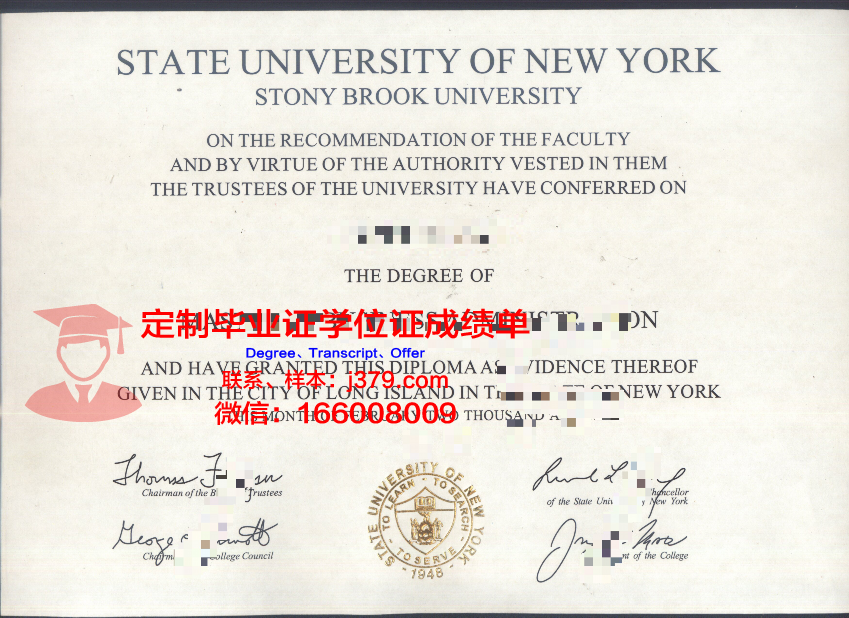 STATE UNIVERSITY OF NEW YORK
STONY BROOK UNIVERSITY
ON THE RECOMMENDATION OF THE FACULTY
AND BY VIRTUE OF THE AUTHORITY VESTED IN THEM
THE TRUSTEES OF THE UNIVERSITY HAVE CONFERRED ON
THE DEGREE OF
定制毕业证学位证成绩单
Degree、Transcript、Offer
AND HAVE GRANTED THIS DIPLOMA AS EVIDENCE THEREOF
联系、样本：j379.com
GIVEN IN THE CITY OF LONG ISLAND IN OF NEW YORK
微信：166008009
THIS MONTH OF FEBRUARY TWO THOUSAND
Chairman of the Trustees
of the State York
College Council
of the College
STATE UNIVERSITY OF NEW YORK
TO LEARN · TO SEARCH
· TO SERVE ·
· 1948 ·